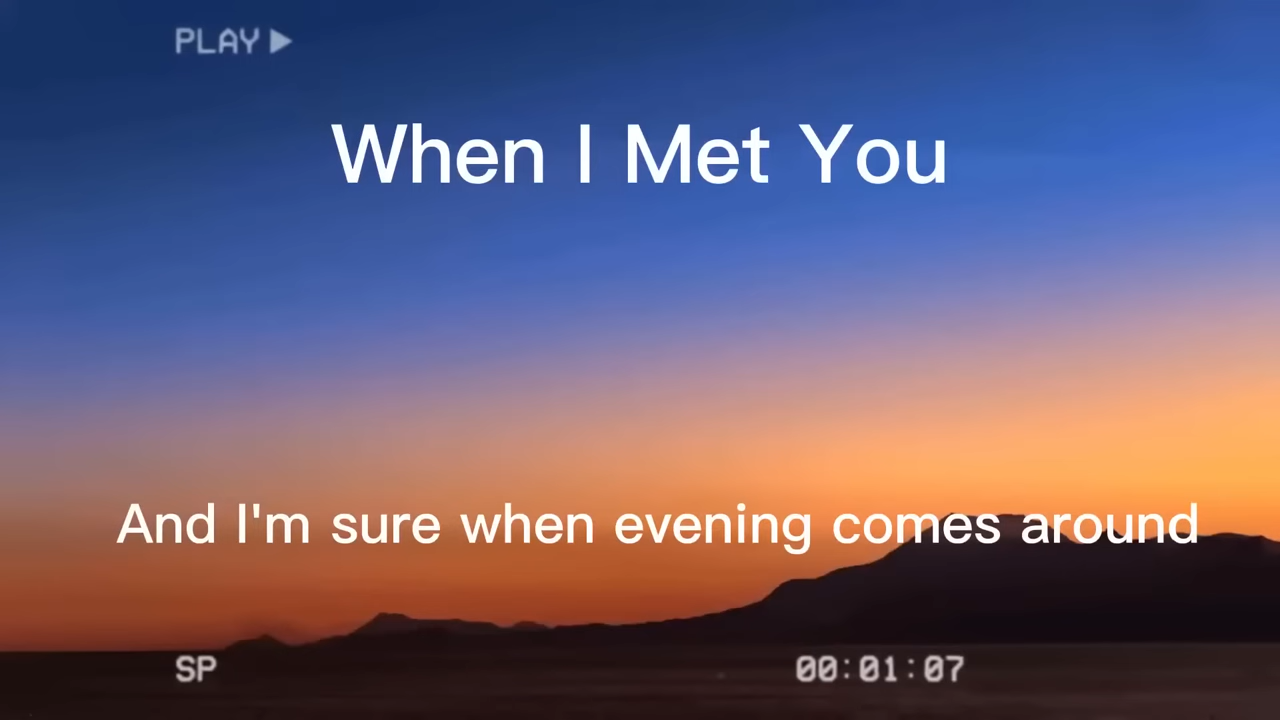 PLAY ▶
When I Met You
And I'm sure when evening comes around
SP
00:01:07